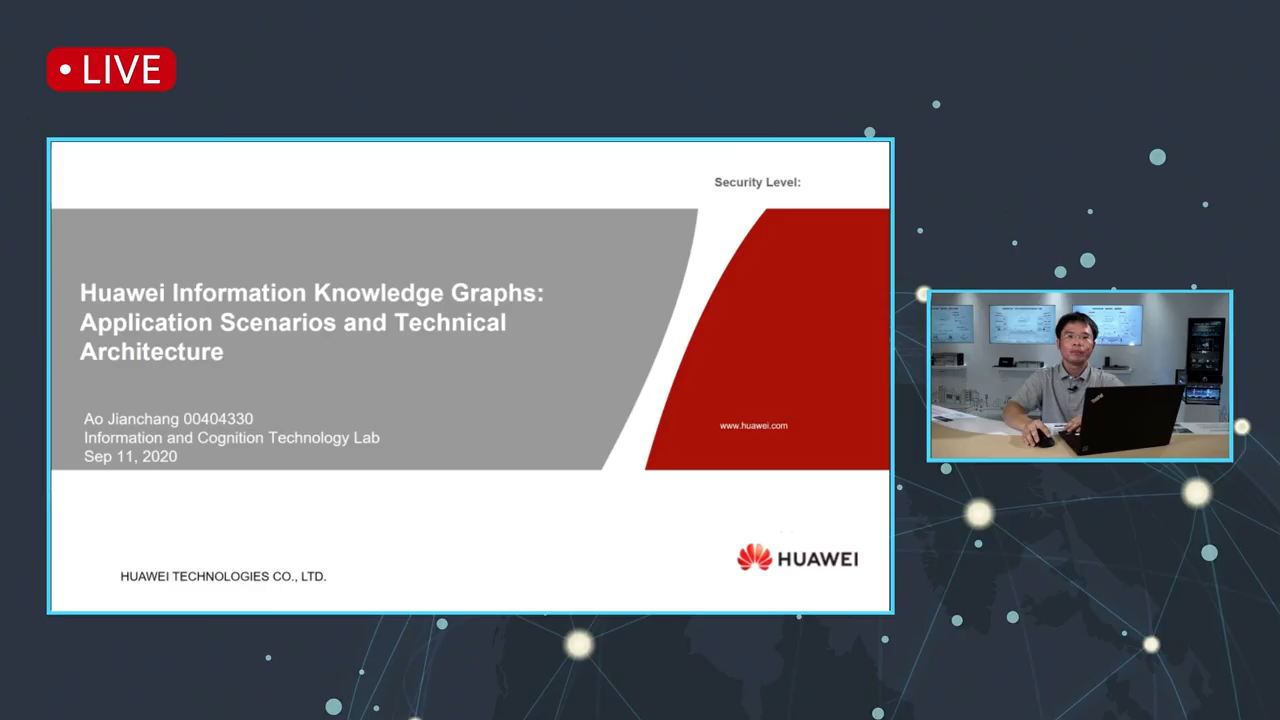 • LIVE
Security Level:
Huawei Information Knowledge Graphs:
Application Scenarios and Technical
Architecture
Ao Jianchang 00404330
Information and Cognition Technology Lab
Sep 11, 2020
www.huawei.com
HUAWEI
HUAWEI TECHNOLOGIES CO., LTD.
ThinkPad